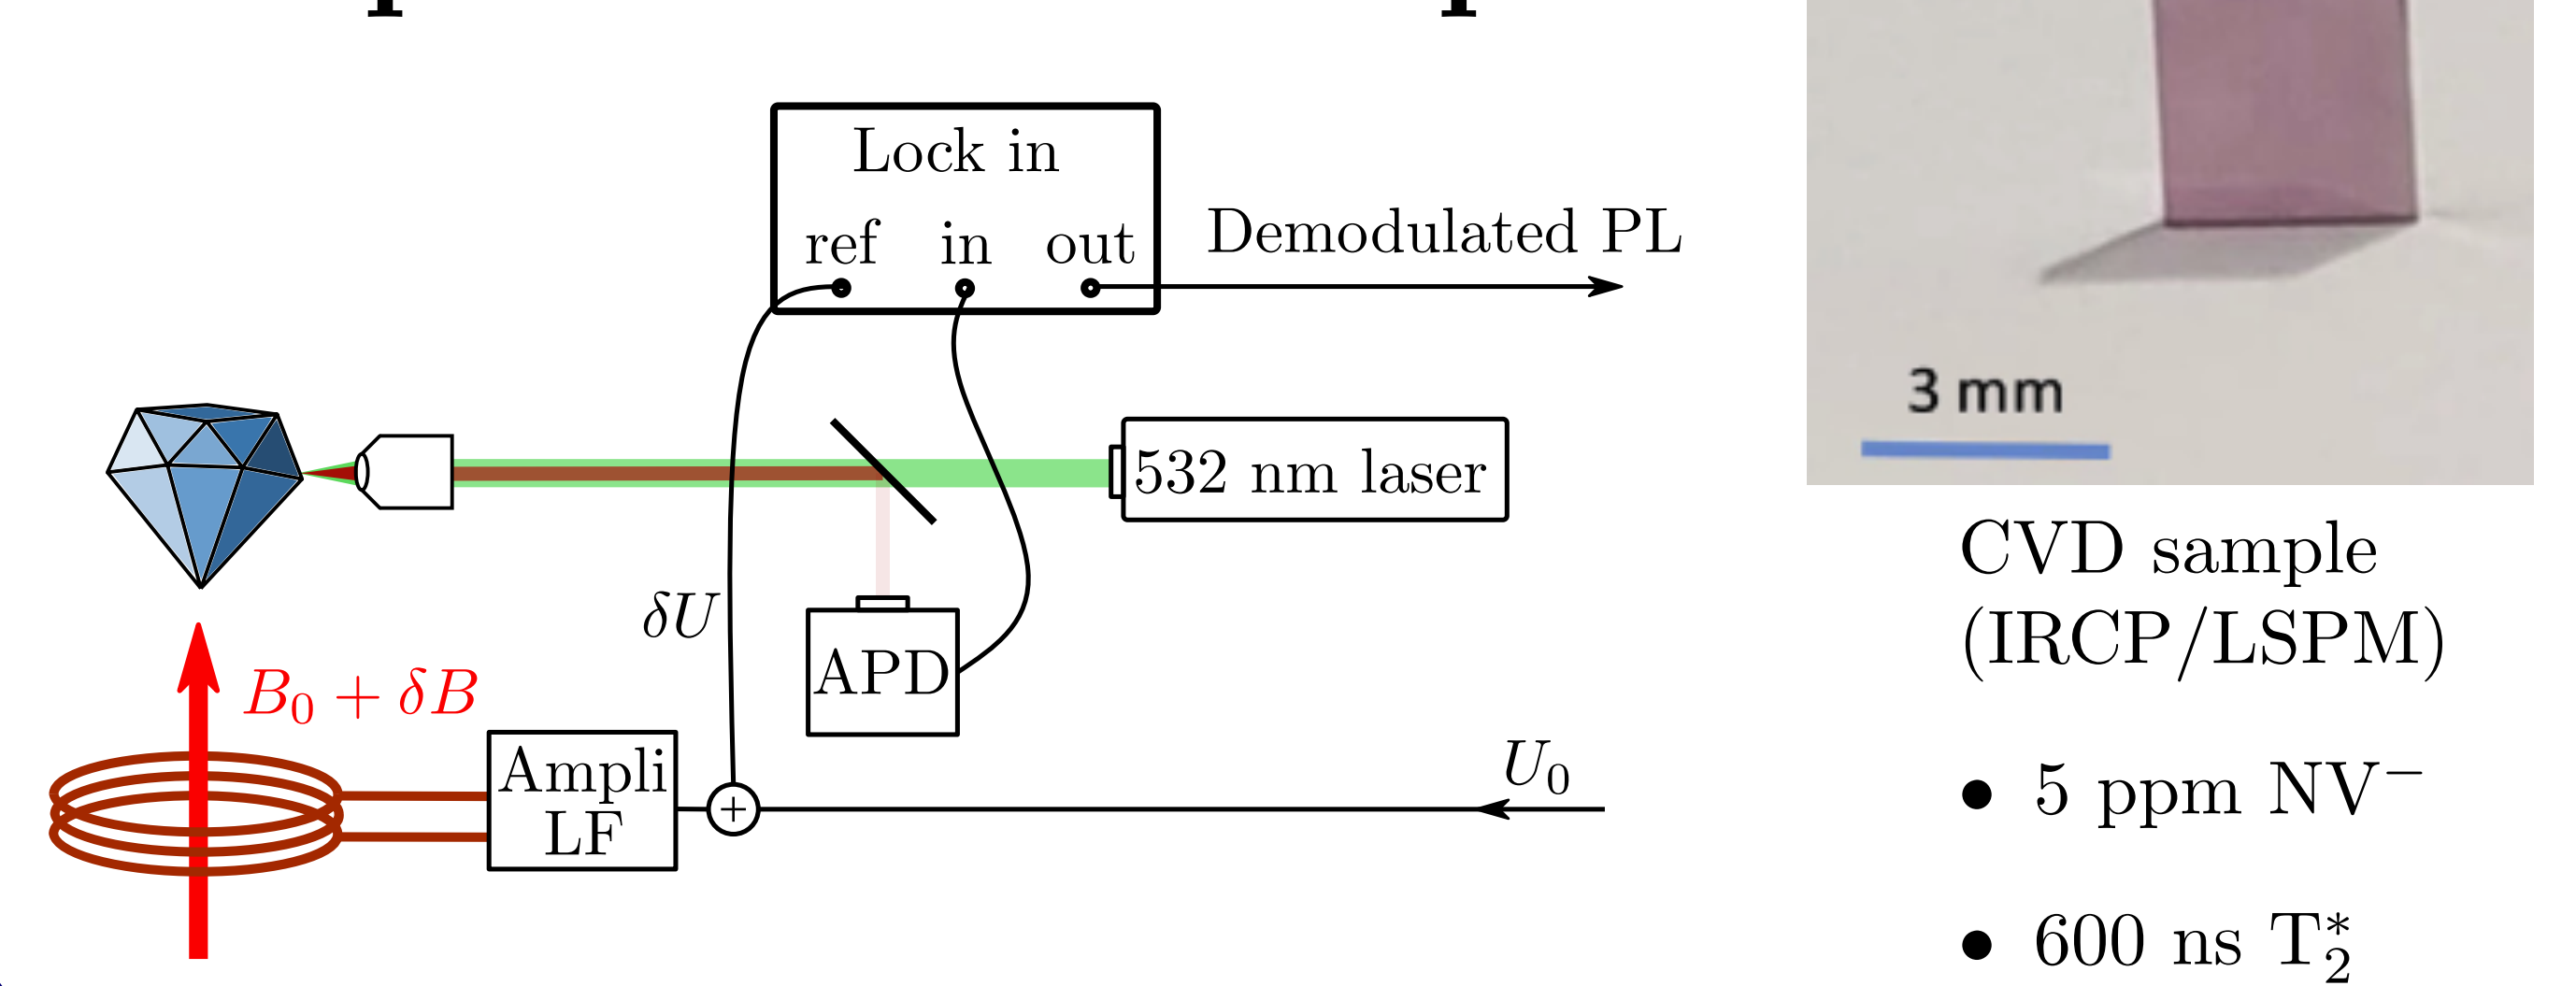 Lock in
ref in out
Demodulated PL
532 nm laser
δU
APD
B₀ + δB
Ampli
LF
+
U₀
3 mm
CVD sample
(IRCP/LSPM)
• 5 ppm NV⁻
• 600 ns T₂*